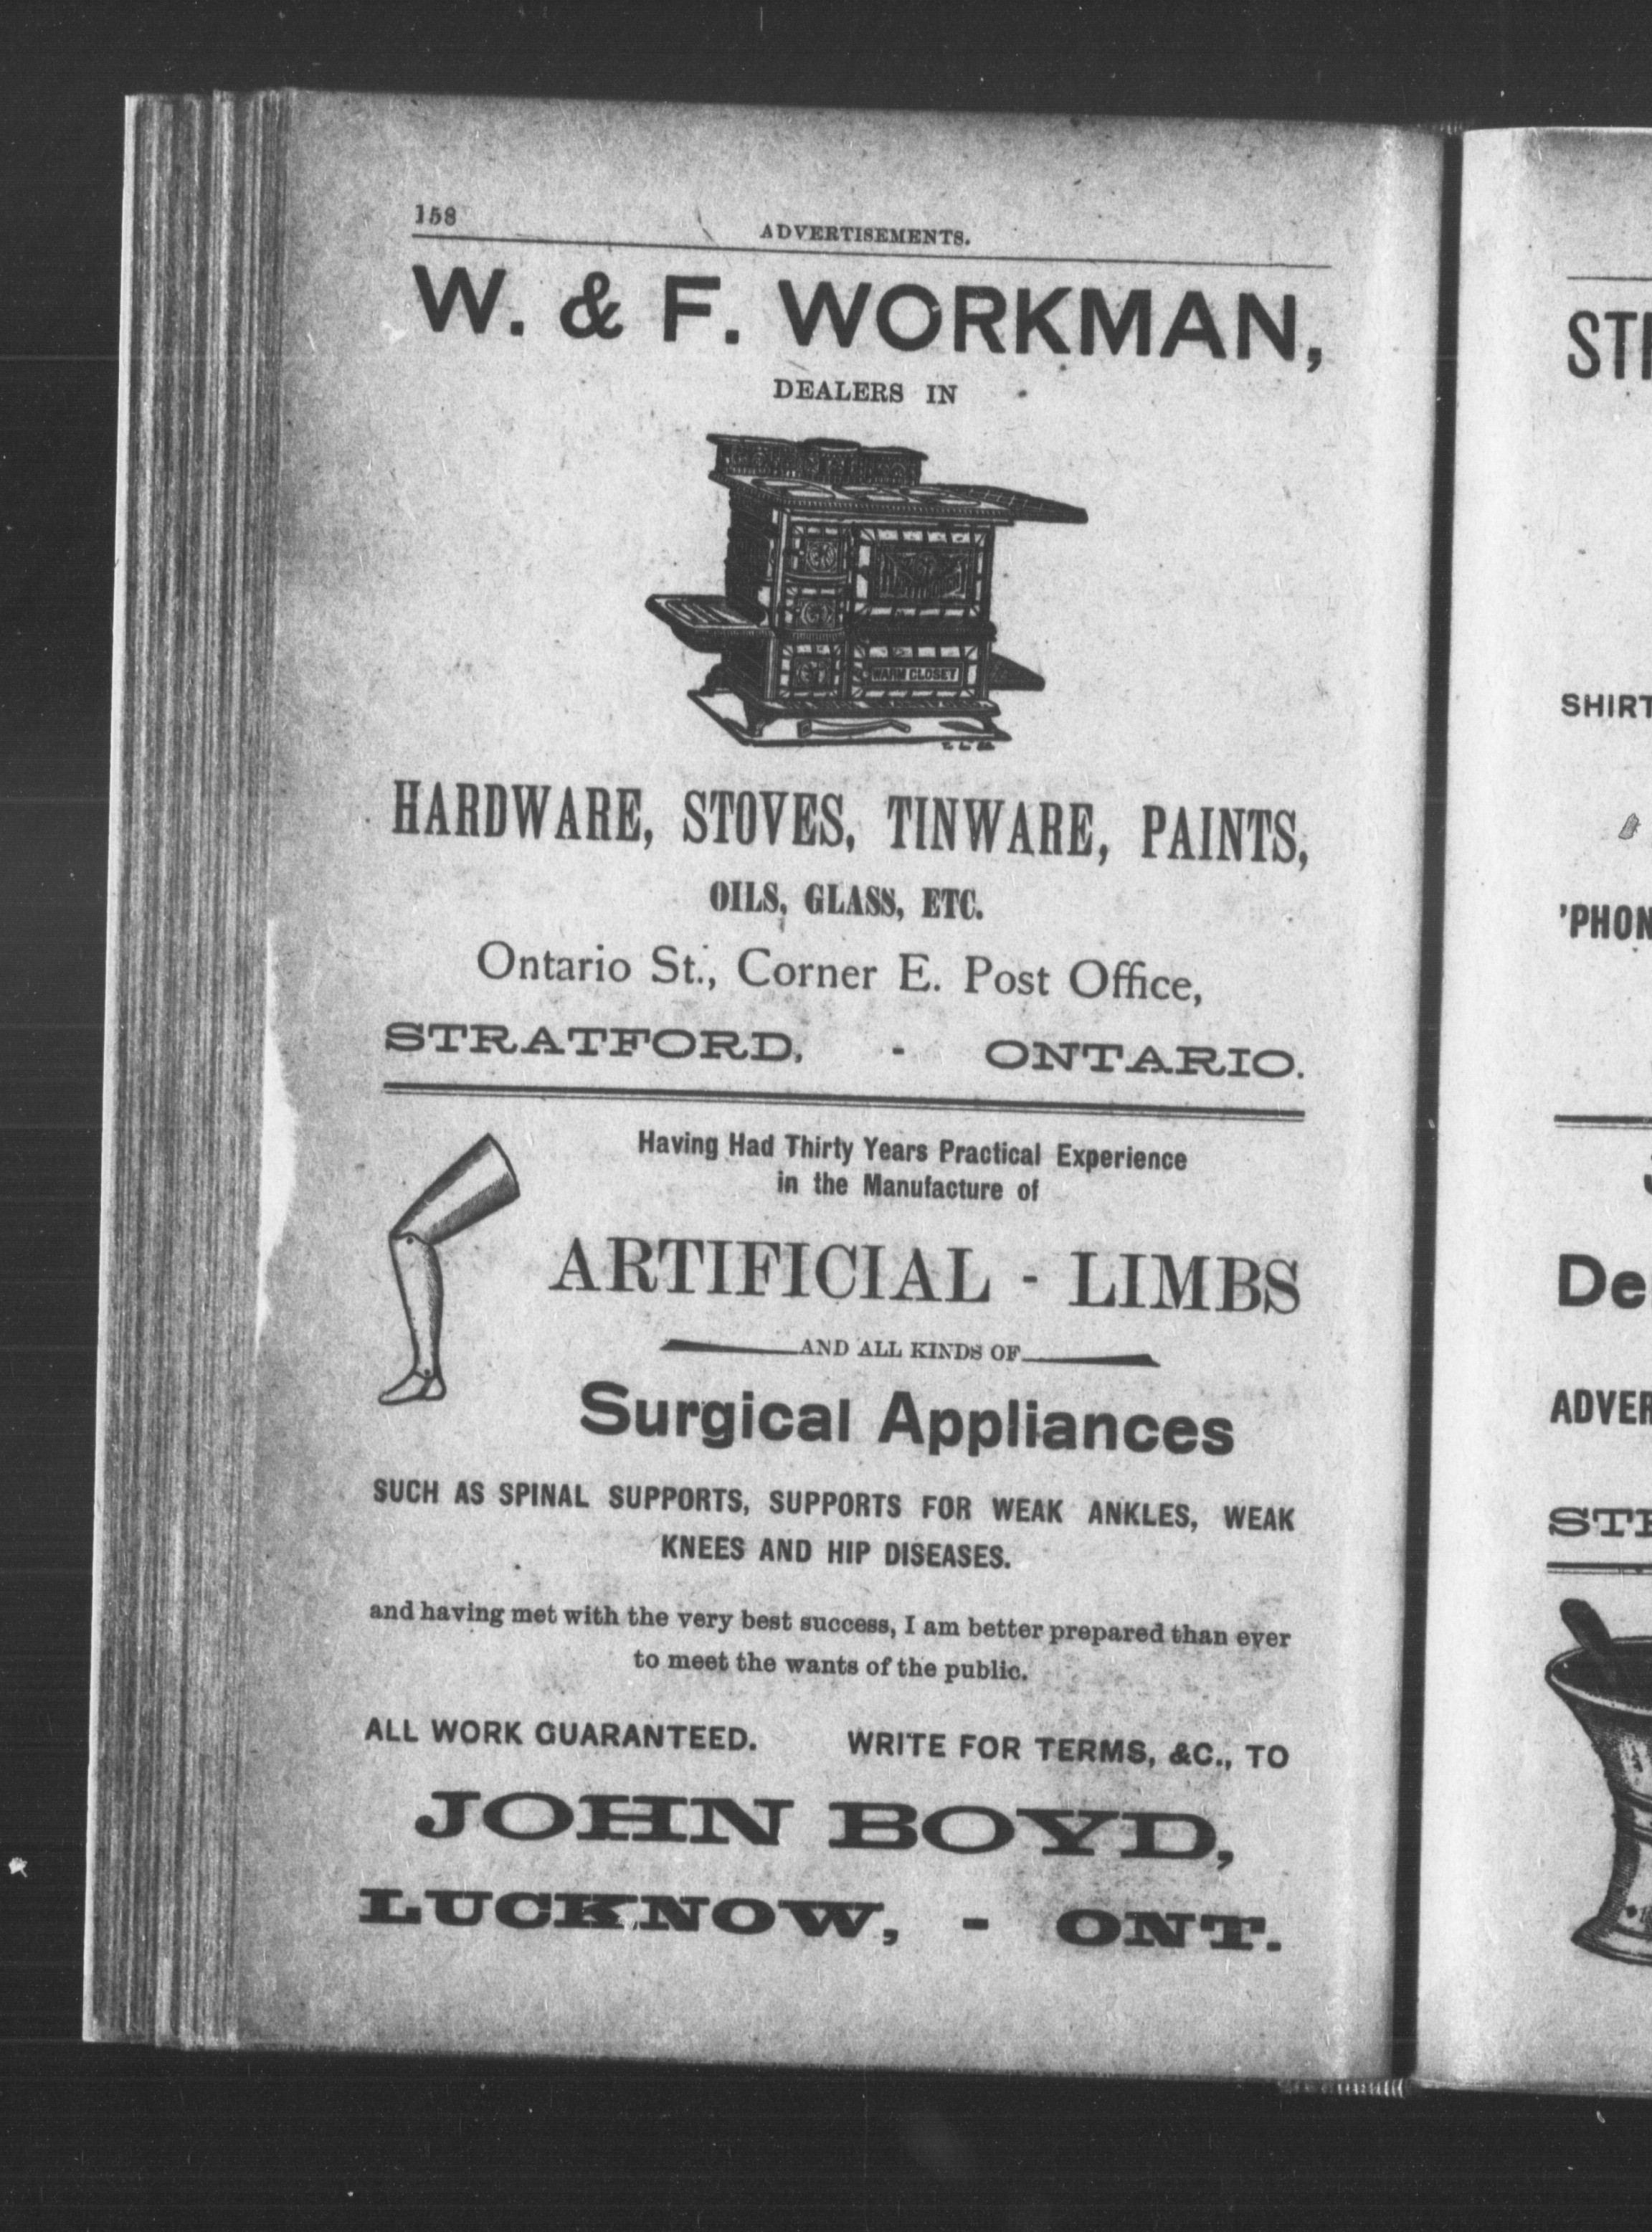 158
ADVERTISEMENTS.
W. & F. WORKMAN,
DEALERS IN
WARM CLOSET
HARDWARE, STOVES, TINWARE, PAINTS,
OILS, GLASS, ETC.
Ontario St., Corner E. Post Office,
STRATFORD, - ONTARIO.
Having Had Thirty Years Practical Experience
in the Manufacture of
ARTIFICIAL - LIMBS
AND ALL KINDS OF
Surgical Appliances
SUCH AS SPINAL SUPPORTS, SUPPORTS FOR WEAK ANKLES, WEAK
KNEES AND HIP DISEASES.
and having met with the very best success, I am better prepared than ever
to meet the wants of the public.
ALL WORK GUARANTEED. WRITE FOR TERMS, &C., TO
JOHN BOYD,
LUCKNOW, - ONT.
SHIRT
'PHON
De
ADVER